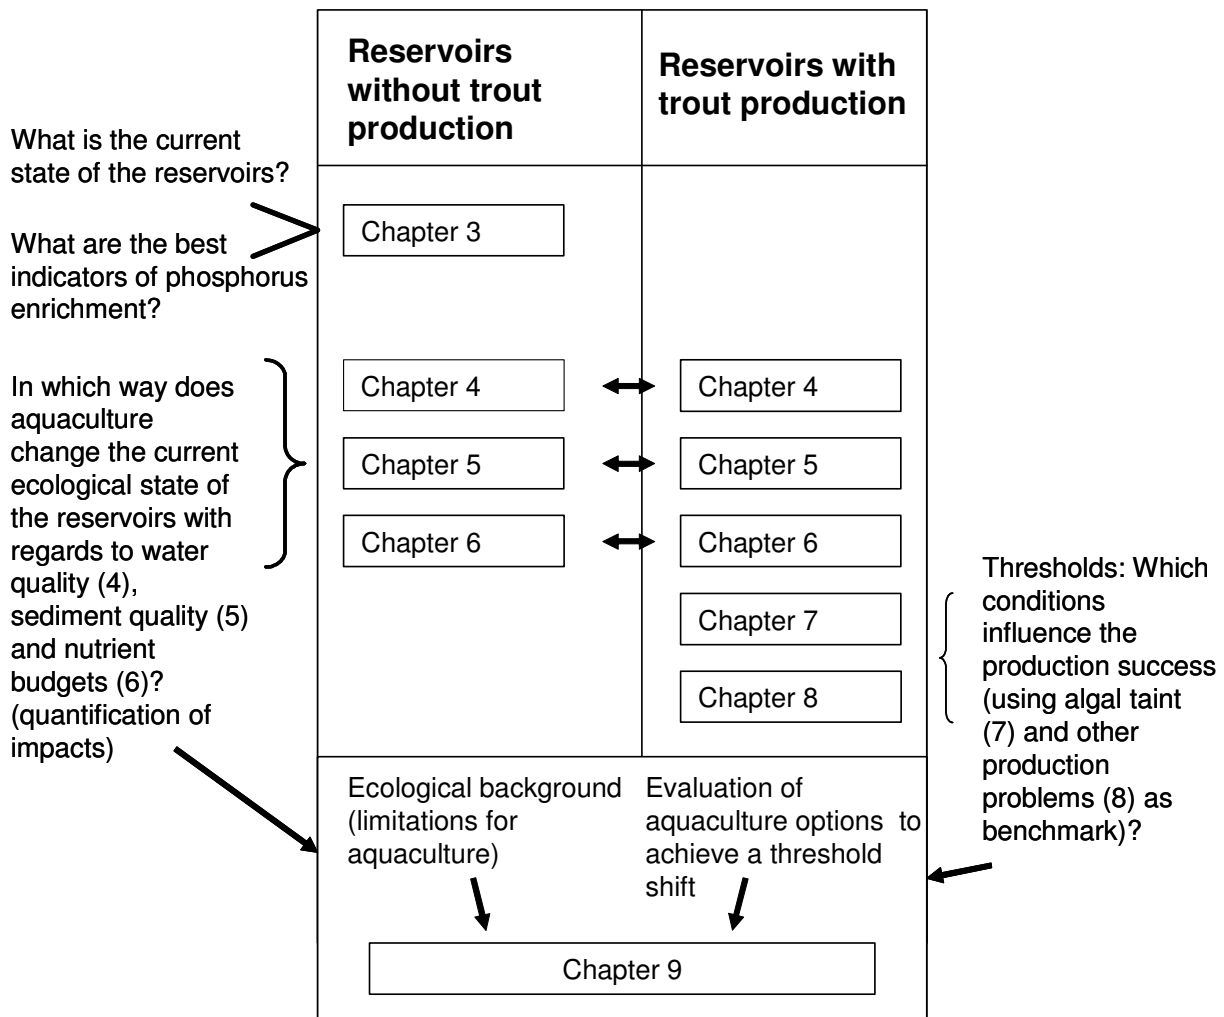 Reservoirs
without trout
production
Reservoirs with
trout production
What is the current
state of the reservoirs?
What are the best
indicators of phosphorus
enrichment?
Chapter 3
In which way does
aquaculture
change the current
ecological state of
the reservoirs with
regards to water
quality (4),
sediment quality (5)
and nutrient
budgets (6)?
(quantification of
impacts)
Chapter 4
Chapter 4
Chapter 5
Chapter 5
Chapter 6
Chapter 6
Chapter 7
Chapter 8
Thresholds: Which
conditions
influence the
production success
(using algal taint
(7) and other
production
problems (8) as
benchmark)?
Ecological background
(limitations for
aquaculture)
Evaluation of
aquaculture options to
achieve a threshold
shift
Chapter 9